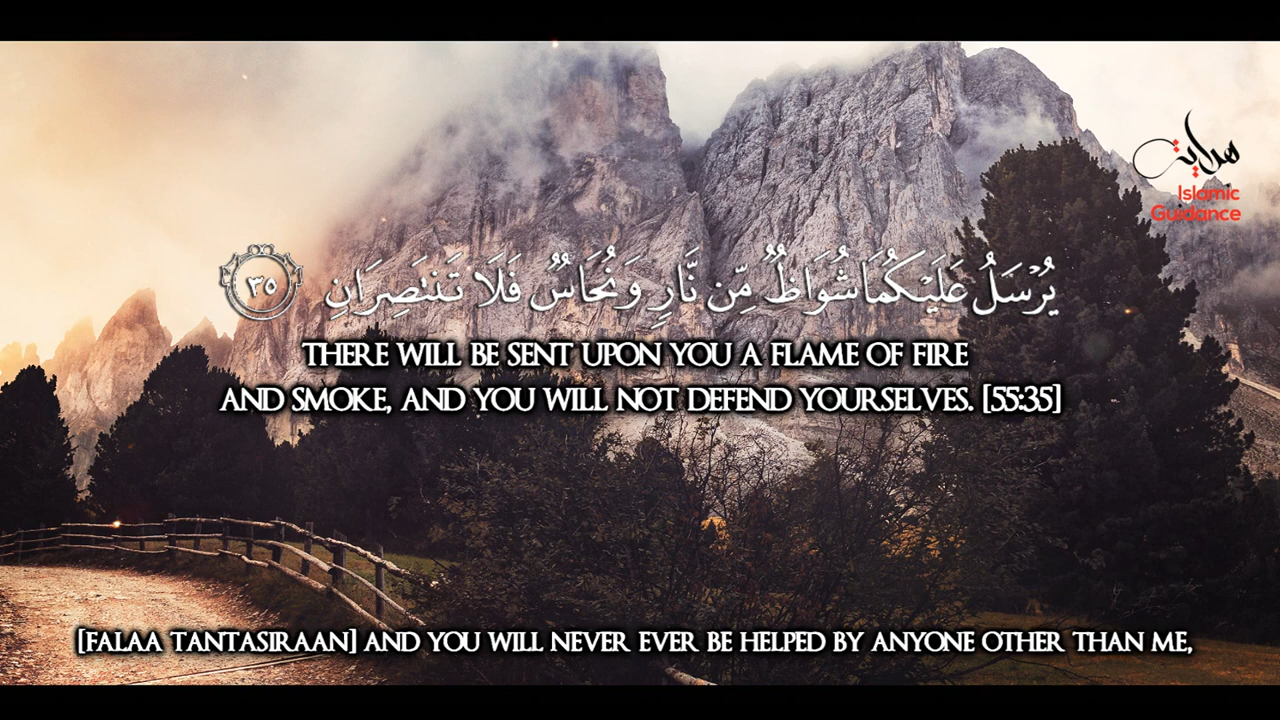 هداية
Islamic
Guidance
يُرْسَلُ عَلَيْكُمَا شُوَاظٌ مِّن نَّارٍ وَنُحَاسٌ فَلَا تَنتَصِرَانِ ٣٥
THERE WILL BE SENT UPON YOU A FLAME OF FIRE
AND SMOKE, AND YOU WILL NOT DEFEND YOURSELVES. [55:35]
[FALAA TANTASIRAAN] AND YOU WILL NEVER EVER BE HELPED BY ANYONE OTHER THAN ME,